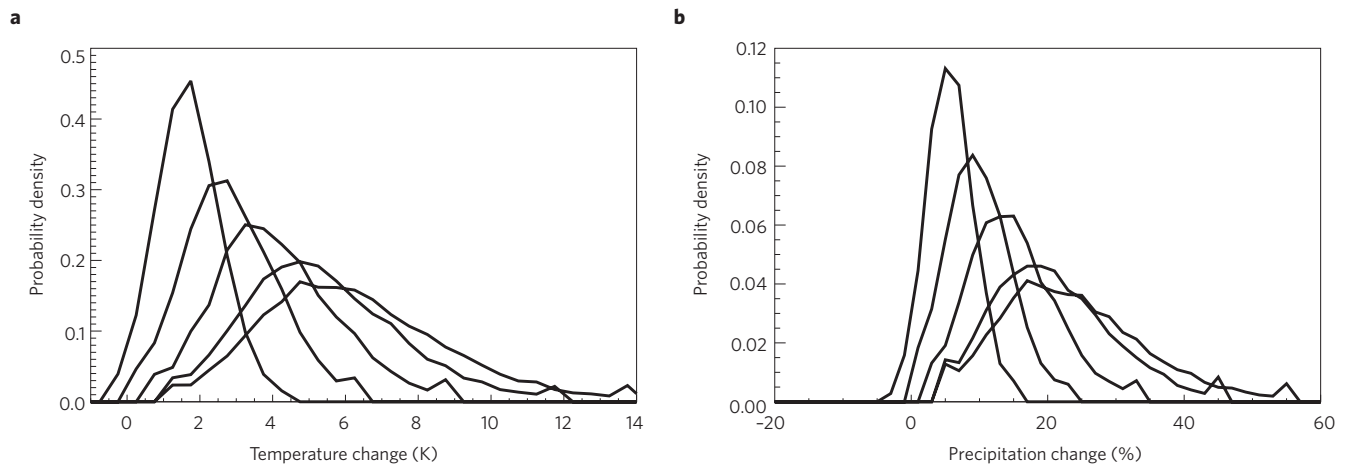 a
0.5
0.4
0.3
0.2
0.1
0.0
Probability density
0 2 4 6 8 10 12 14
Temperature change (K)
b
0.12
0.10
0.08
0.06
0.04
0.02
0.00
Probability density
–20 0 20 40 60
Precipitation change (%)